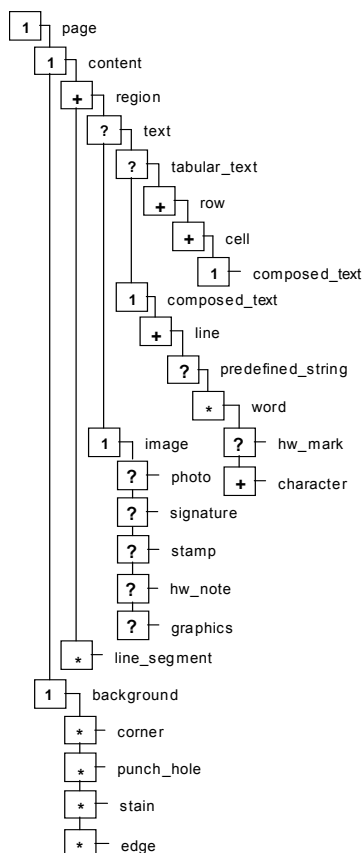 1 page
1 content
+ region
? text
? tabular_text
+ row
+ cell
1 composed_text
1 composed_text
+ line
? predefined_string
* word
1 image ? hw_mark
? photo + character
? signature
? stamp
? hw_note
? graphics
* line_segment
1 background
* corner
* punch_hole
* stain
* edge